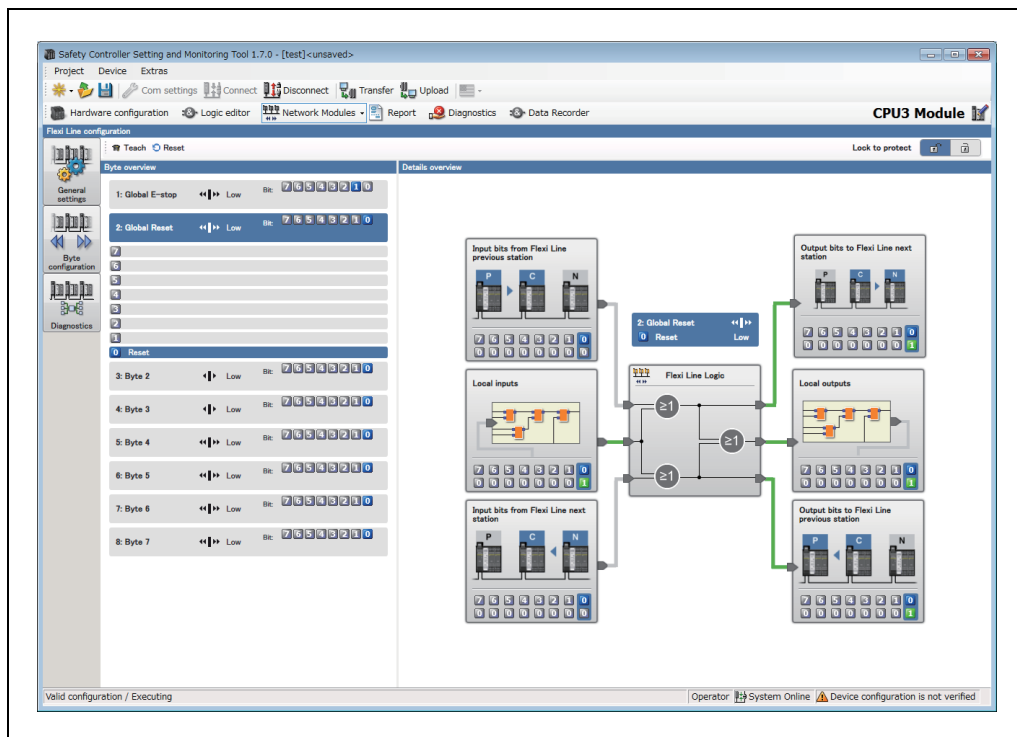 Safety Controller Setting and Monitoring Tool 1.7.0 - [test]<unsaved>
Project Device Extras
Com settings Connect Disconnect Transfer Upload
Hardware configuration Logic editor Network Modules Report Diagnostics Data Recorder CPU3 Module
Flexi Line configuration
Teach Reset Lock to protect
General settings
Byte configuration
Diagnostics
Byte overview
1: Global E-stop Low Bit: 7 6 5 4 3 2 1 0
2: Global Reset Low Bit: 7 6 5 4 3 2 1 0
7
6
5
4
3
2
1
0 Reset
3: Byte 2 Low Bit: 7 6 5 4 3 2 1 0
4: Byte 3 Low Bit: 7 6 5 4 3 2 1 0
5: Byte 4 Low Bit: 7 6 5 4 3 2 1 0
6: Byte 5 Low Bit: 7 6 5 4 3 2 1 0
7: Byte 6 Low Bit: 7 6 5 4 3 2 1 0
8: Byte 7 Low Bit: 7 6 5 4 3 2 1 0
Details overview
Input bits from Flexi Line
previous station
P C N
7 6 5 4 3 2 1 0
0 0 0 0 0 0 0 0
Local inputs
7 6 5 4 3 2 1 0
0 0 0 0 0 0 0 1
Input bits from Flexi Line next
station
P C N
7 6 5 4 3 2 1 0
0 0 0 0 0 0 0 0
2: Global Reset
0 Reset Low
Flexi Line Logic
≥1
≥1
≥1
Output bits to Flexi Line next
station
P C N
7 6 5 4 3 2 1 0
0 0 0 0 0 0 0 1
Local outputs
7 6 5 4 3 2 1 0
0 0 0 0 0 0 0 1
Output bits to Flexi Line
previous station
P C N
7 6 5 4 3 2 1 0
0 0 0 0 0 0 0 1
Valid configuration / Executing Operator System Online Device configuration is not verified